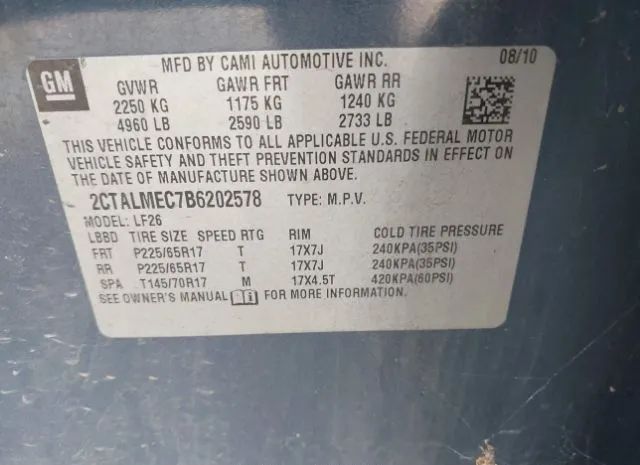 GM
MFD BY CAMI AUTOMOTIVE INC. 08/10
GVWR GAWR FRT GAWR RR
2250 KG 1175 KG 1240 KG
4960 LB 2590 LB 2733 LB
THIS VEHICLE CONFORMS TO ALL APPLICABLE U.S. FEDERAL MOTOR
VEHICLE SAFETY AND THEFT PREVENTION STANDARDS IN EFFECT ON
THE DATE OF MANUFACTURE SHOWN ABOVE.
2CTALMEC7B6202578 TYPE: M.P.V.
MODEL: LF26
LBBD TIRE SIZE SPEED RTG RIM COLD TIRE PRESSURE
FRT P225/65R17 T 17X7J 240KPA(35PSI)
RR P225/65R17 T 17X7J 240KPA(35PSI)
SPA T145/70R17 M 17X4.5T 420KPA(60PSI)
SEE OWNER'S MANUAL FOR MORE INFORMATION.